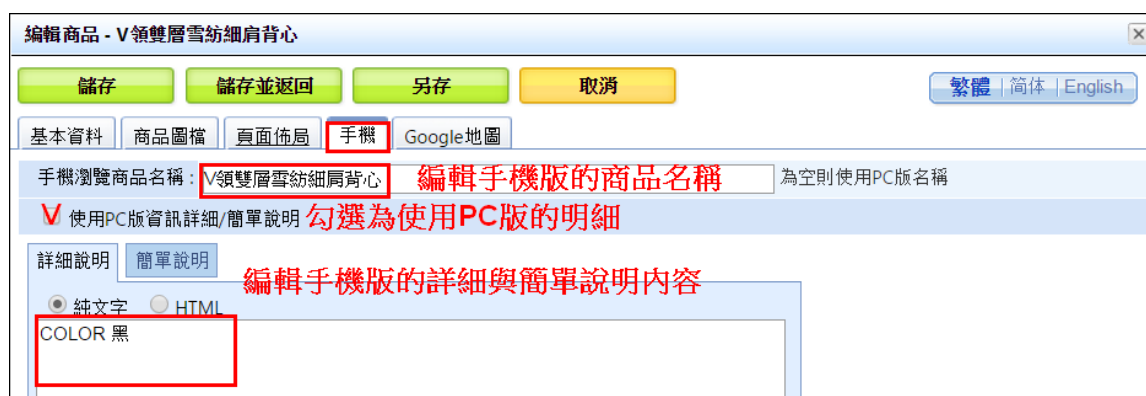 編輯商品 - V領雙層雪紡細肩背心
儲存 儲存並返回 另存 取消 繁體 | 简体 | English
基本資料 商品圖檔 頁面佈局 手機 Google地圖
手機瀏覽商品名稱 : V領雙層雪紡細肩背心 編輯手機版的商品名稱 為空則使用PC版名稱
使用PC版資訊詳細/簡單說明 勾選為使用PC版的明細
詳細說明 簡單說明
編輯手機版的詳細與簡單說明內容
純文字 HTML
COLOR 黑